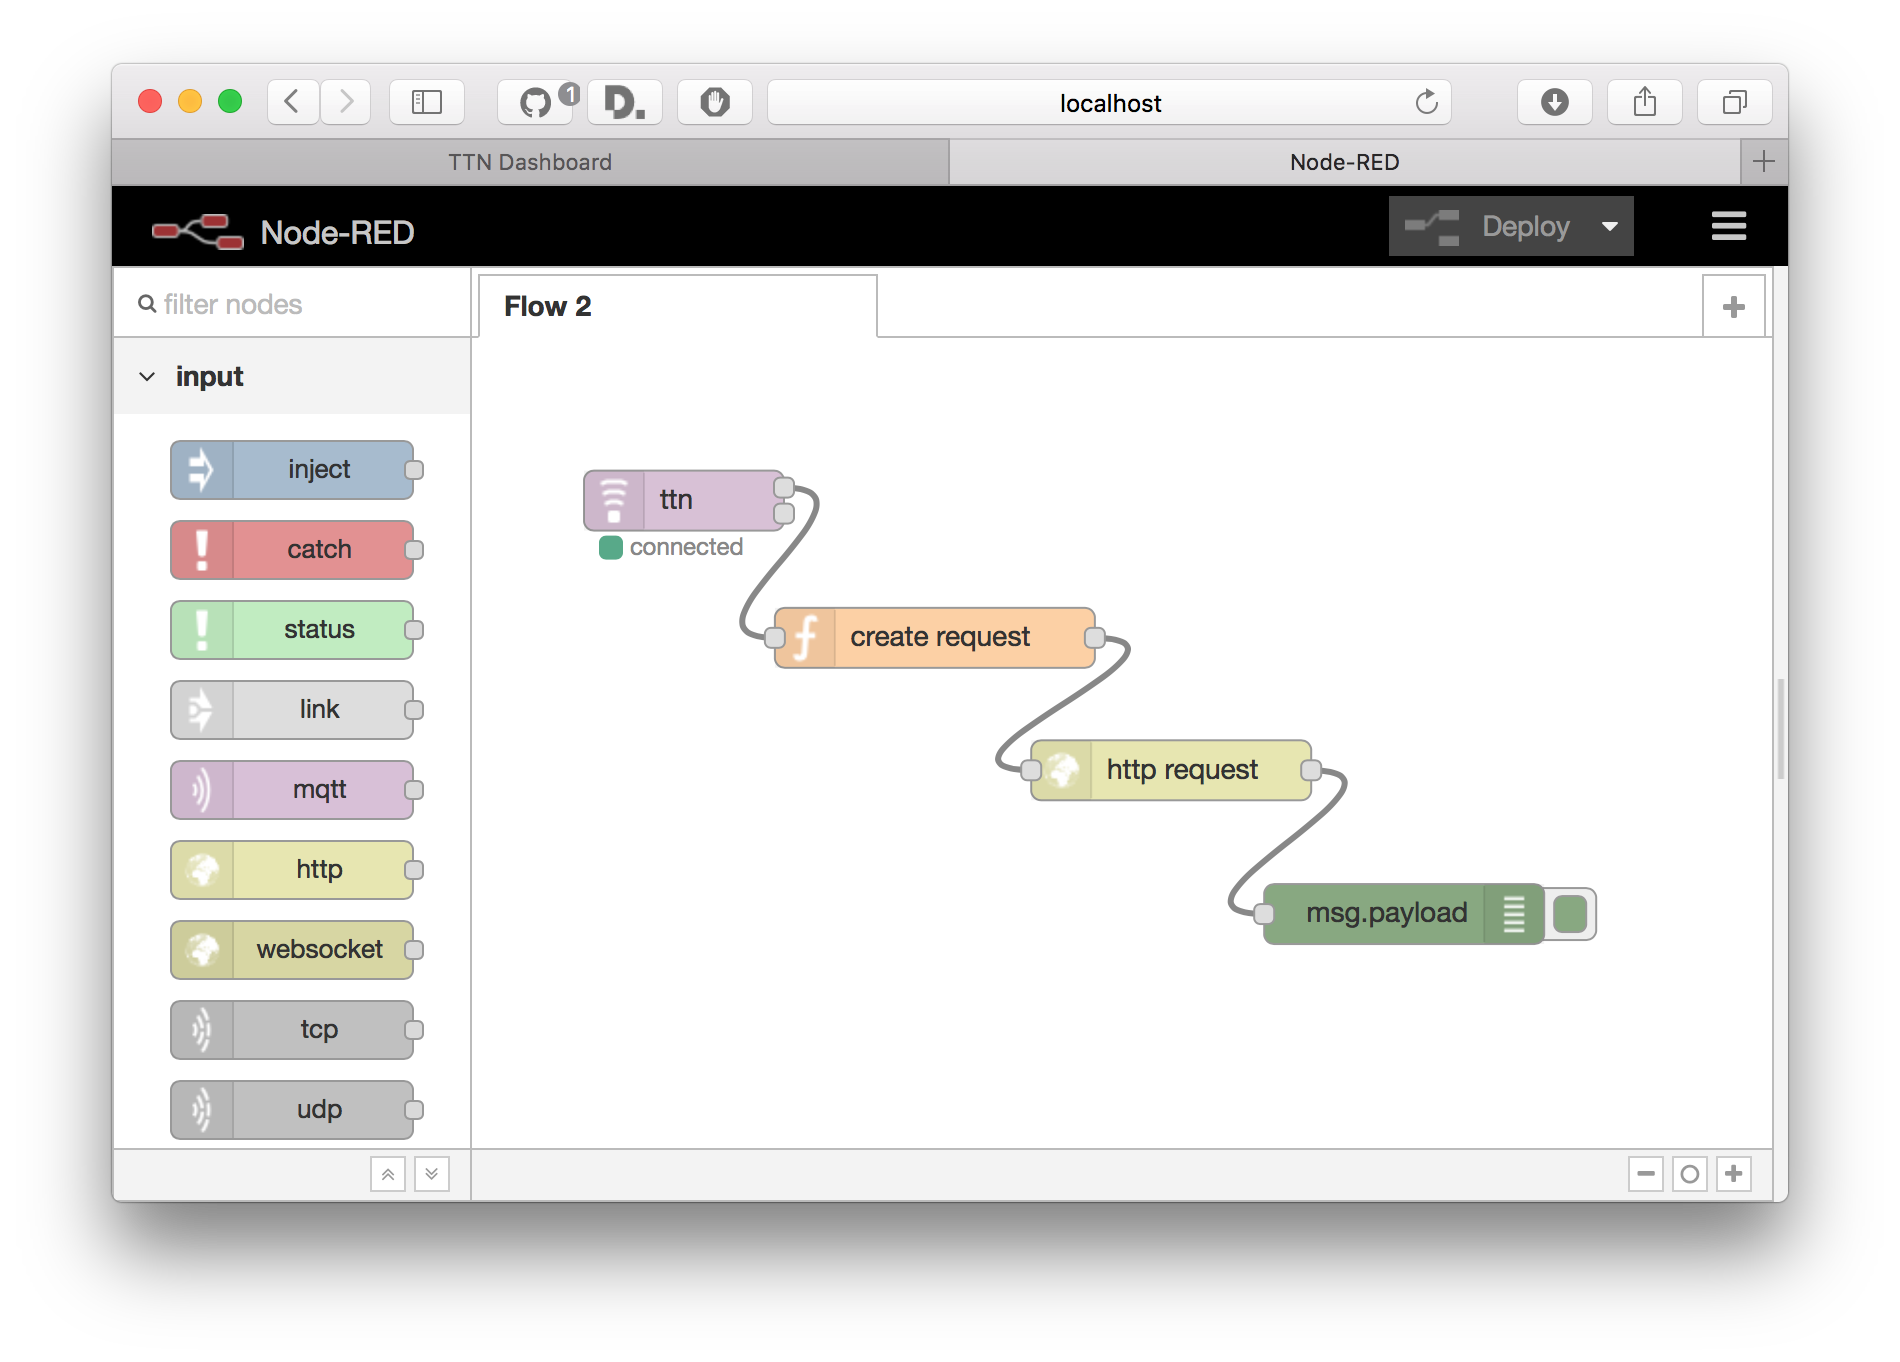 1
D.
localhost
TTN Dashboard
Node-RED
Node-RED
Deploy
filter nodes
Flow 2
input
inject
catch
status
link
mqtt
http
websocket
tcp
udp
ttn
connected
create request
http request
msg.payload